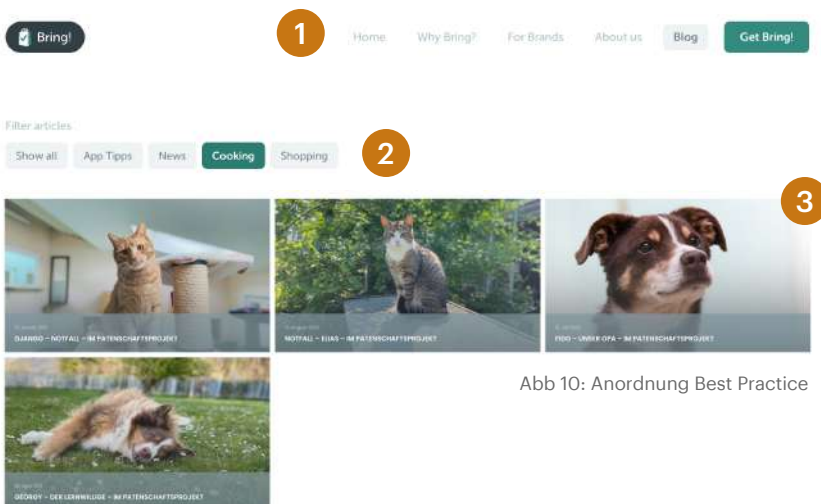 Bring!
1
Home Why Bring? For Brands About us Blog Get Bring!
Filter articles
Show all App Tipps News Cooking Shopping
2
3
DJANGO – NOTFALL – IM PATENSCHAFTSPROJEKT
NOTFALL – ELIAS – IM PATENSCHAFTSPROJEKT
FIDO – UNSER OPA – IM PATENSCHAFTSPROJEKT
Abb 10: Anordnung Best Practice
GEORGY – DER LERNWILLIGE – IM PATENSCHAFTSPROJEKT